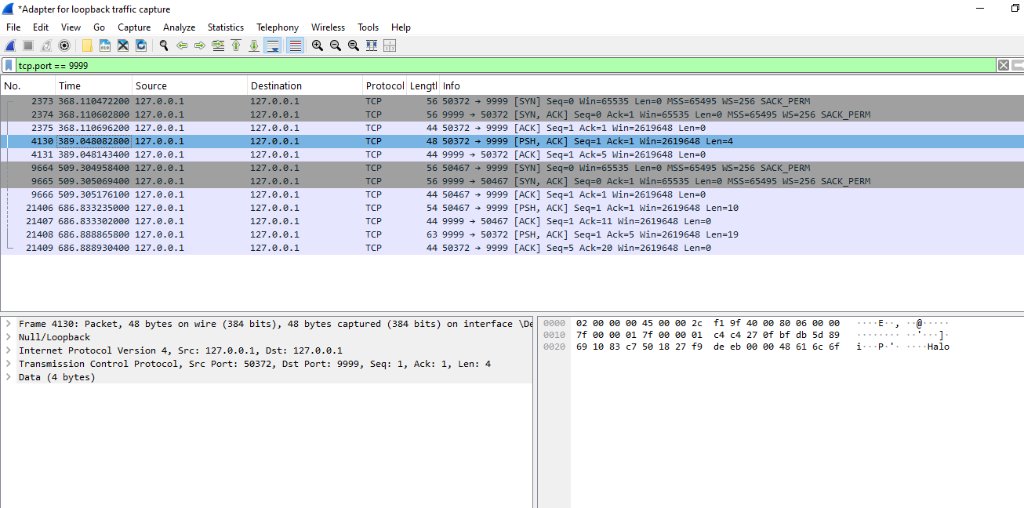 *Adapter for loopback traffic capture
File Edit View Go Capture Analyze Statistics Telephony Wireless Tools Help
tcp.port == 9999
No. Time Source Destination Protocol Lengtl Info
2373 368.110472200 127.0.0.1 127.0.0.1 TCP 56 50372 → 9999 [SYN] Seq=0 Win=65535 Len=0 MSS=65495 WS=256 SACK_PERM
2374 368.110602800 127.0.0.1 127.0.0.1 TCP 56 9999 → 50372 [SYN, ACK] Seq=0 Ack=1 Win=65535 Len=0 MSS=65495 WS=256 SACK_PERM
2375 368.110696200 127.0.0.1 127.0.0.1 TCP 44 50372 → 9999 [ACK] Seq=1 Ack=1 Win=2619648 Len=0
4130 389.048082800 127.0.0.1 127.0.0.1 TCP 48 50372 → 9999 [PSH, ACK] Seq=1 Ack=1 Win=2619648 Len=4
4131 389.048143400 127.0.0.1 127.0.0.1 TCP 44 9999 → 50372 [ACK] Seq=1 Ack=5 Win=2619648 Len=0
9664 509.304958400 127.0.0.1 127.0.0.1 TCP 56 50467 → 9999 [SYN] Seq=0 Win=65535 Len=0 MSS=65495 WS=256 SACK_PERM
9665 509.305069400 127.0.0.1 127.0.0.1 TCP 56 9999 → 50467 [SYN, ACK] Seq=0 Ack=1 Win=65535 Len=0 MSS=65495 WS=256 SACK_PERM
9666 509.305176100 127.0.0.1 127.0.0.1 TCP 44 50467 → 9999 [ACK] Seq=1 Ack=1 Win=2619648 Len=0
21406 686.833235000 127.0.0.1 127.0.0.1 TCP 54 50467 → 9999 [PSH, ACK] Seq=1 Ack=1 Win=2619648 Len=10
21407 686.833302000 127.0.0.1 127.0.0.1 TCP 44 9999 → 50467 [ACK] Seq=1 Ack=11 Win=2619648 Len=0
21408 686.888865800 127.0.0.1 127.0.0.1 TCP 63 9999 → 50372 [PSH, ACK] Seq=1 Ack=5 Win=2619648 Len=19
21409 686.888930400 127.0.0.1 127.0.0.1 TCP 44 50372 → 9999 [ACK] Seq=5 Ack=20 Win=2619648 Len=0
Frame 4130: Packet, 48 bytes on wire (384 bits), 48 bytes captured (384 bits) on interface \De
Null/Loopback
Internet Protocol Version 4, Src: 127.0.0.1, Dst: 127.0.0.1
Transmission Control Protocol, Src Port: 50372, Dst Port: 9999, Seq: 1, Ack: 1, Len: 4
Data (4 bytes)
0000 02 00 00 00 45 00 00 2c f1 9f 40 00 80 06 00 00 ····E··, ··@·····
0010 7f 00 00 01 7f 00 00 01 c4 c4 27 0f bf db 5d 89 ········ ··'···]·
0020 69 10 83 c7 50 18 27 f9 de eb 00 00 48 61 6c 6f i···P·'· ····Halo